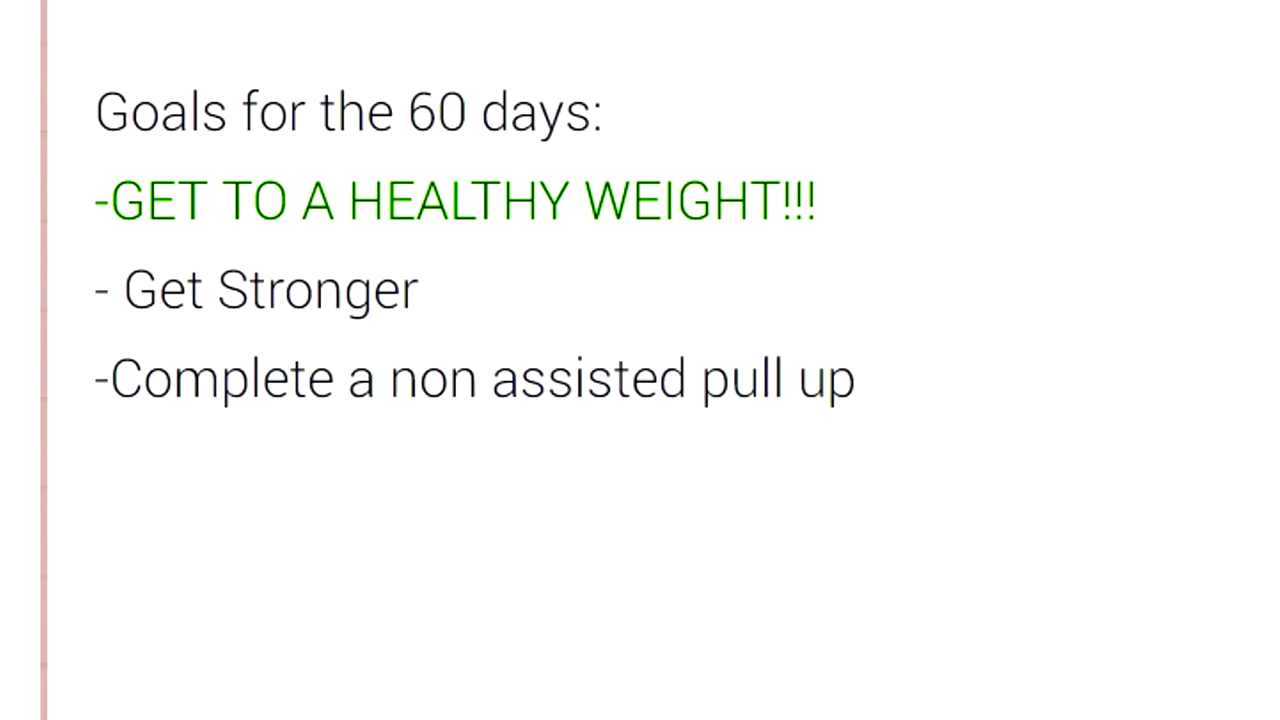 Goals for the 60 days:
-GET TO A HEALTHY WEIGHT!!!
- Get Stronger
-Complete a non assisted pull up